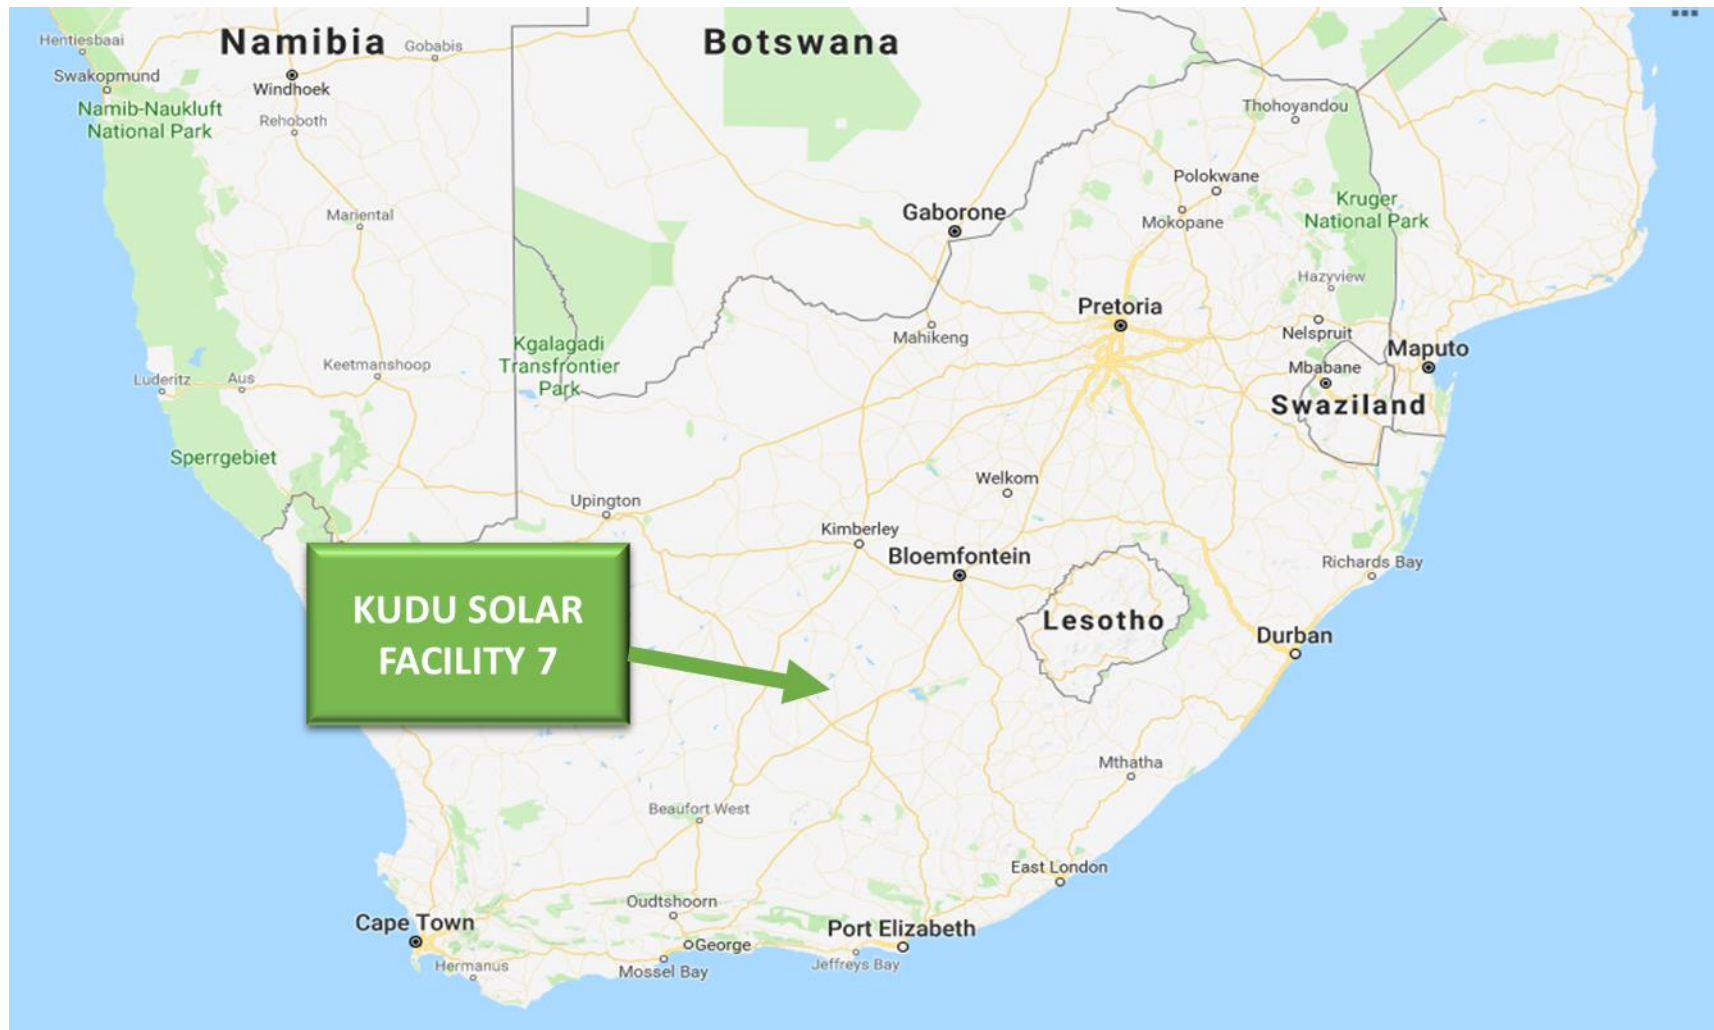 Hentiesbaai
Namibia
Gobabis
Botswana
Swakopmund
Windhoek
Namib-Naukluft
National Park
Rehoboth
Thohoyandou
Polokwane
Mokopane
Kruger
National Park
Mariental
Gaborone
Hazyview
Pretoria
Mahikeng
Nelspruit
Kgalagadi
Transfrontier
Park
Keetmanshoop
Luderitz
Aus
Maputo
Mbabane
Swaziland
Sperrgebiet
Welkom
Upington
Kimberley
Bloemfontein
Richards Bay
KUDU SOLAR
FACILITY 7
Lesotho
Durban
Mthatha
Beaufort West
East London
Oudtshoorn
Cape Town
Port Elizabeth
George
Hermanus
Mossel Bay
Jeffreys Bay